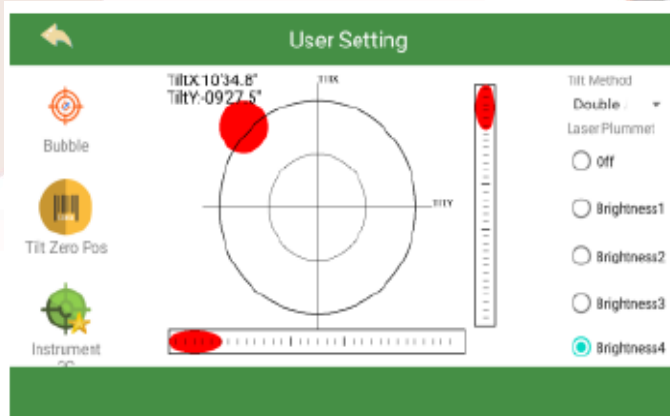 User Setting
TiltX:10'34.8"
TiltY:-0927.5"
TIltX
TIltY
Bubble
Tilt Zero Pos
Instrument
Tilt Method
Double
LaserPlummet
Off
Brightness1
Brightness2
Brightness3
Brightness4